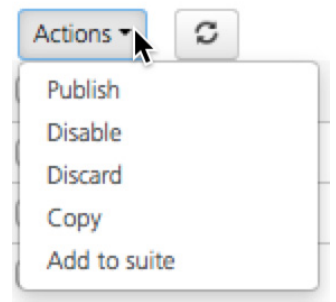 Actions
Publish
Disable
Discard
Copy
Add to suite